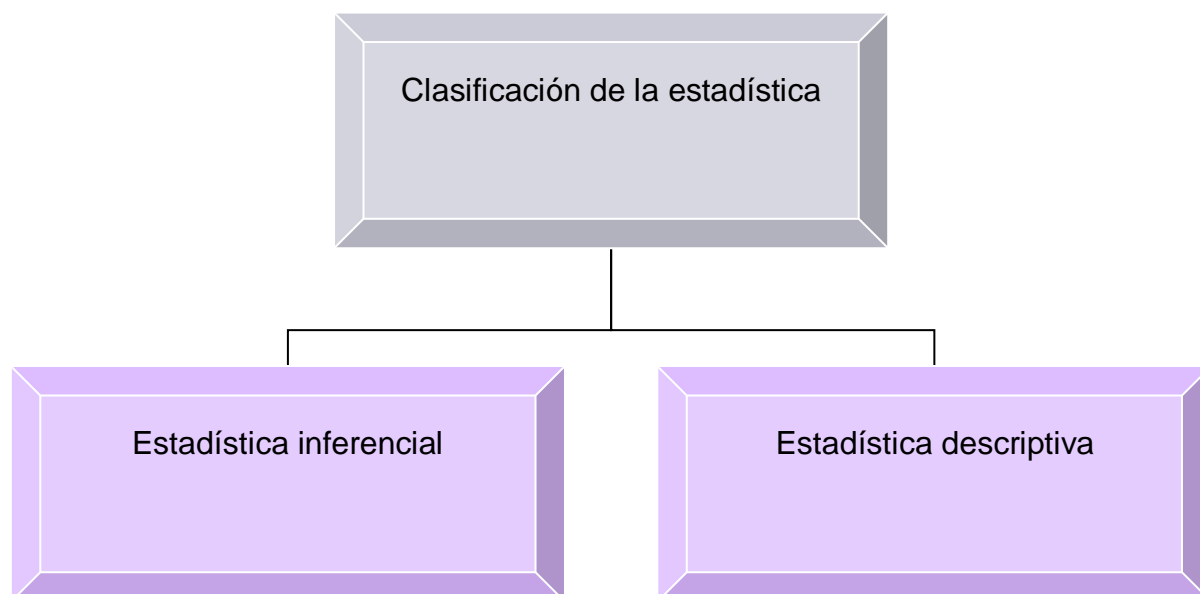 Clasificación de la estadística
Estadística inferencial
Estadística descriptiva